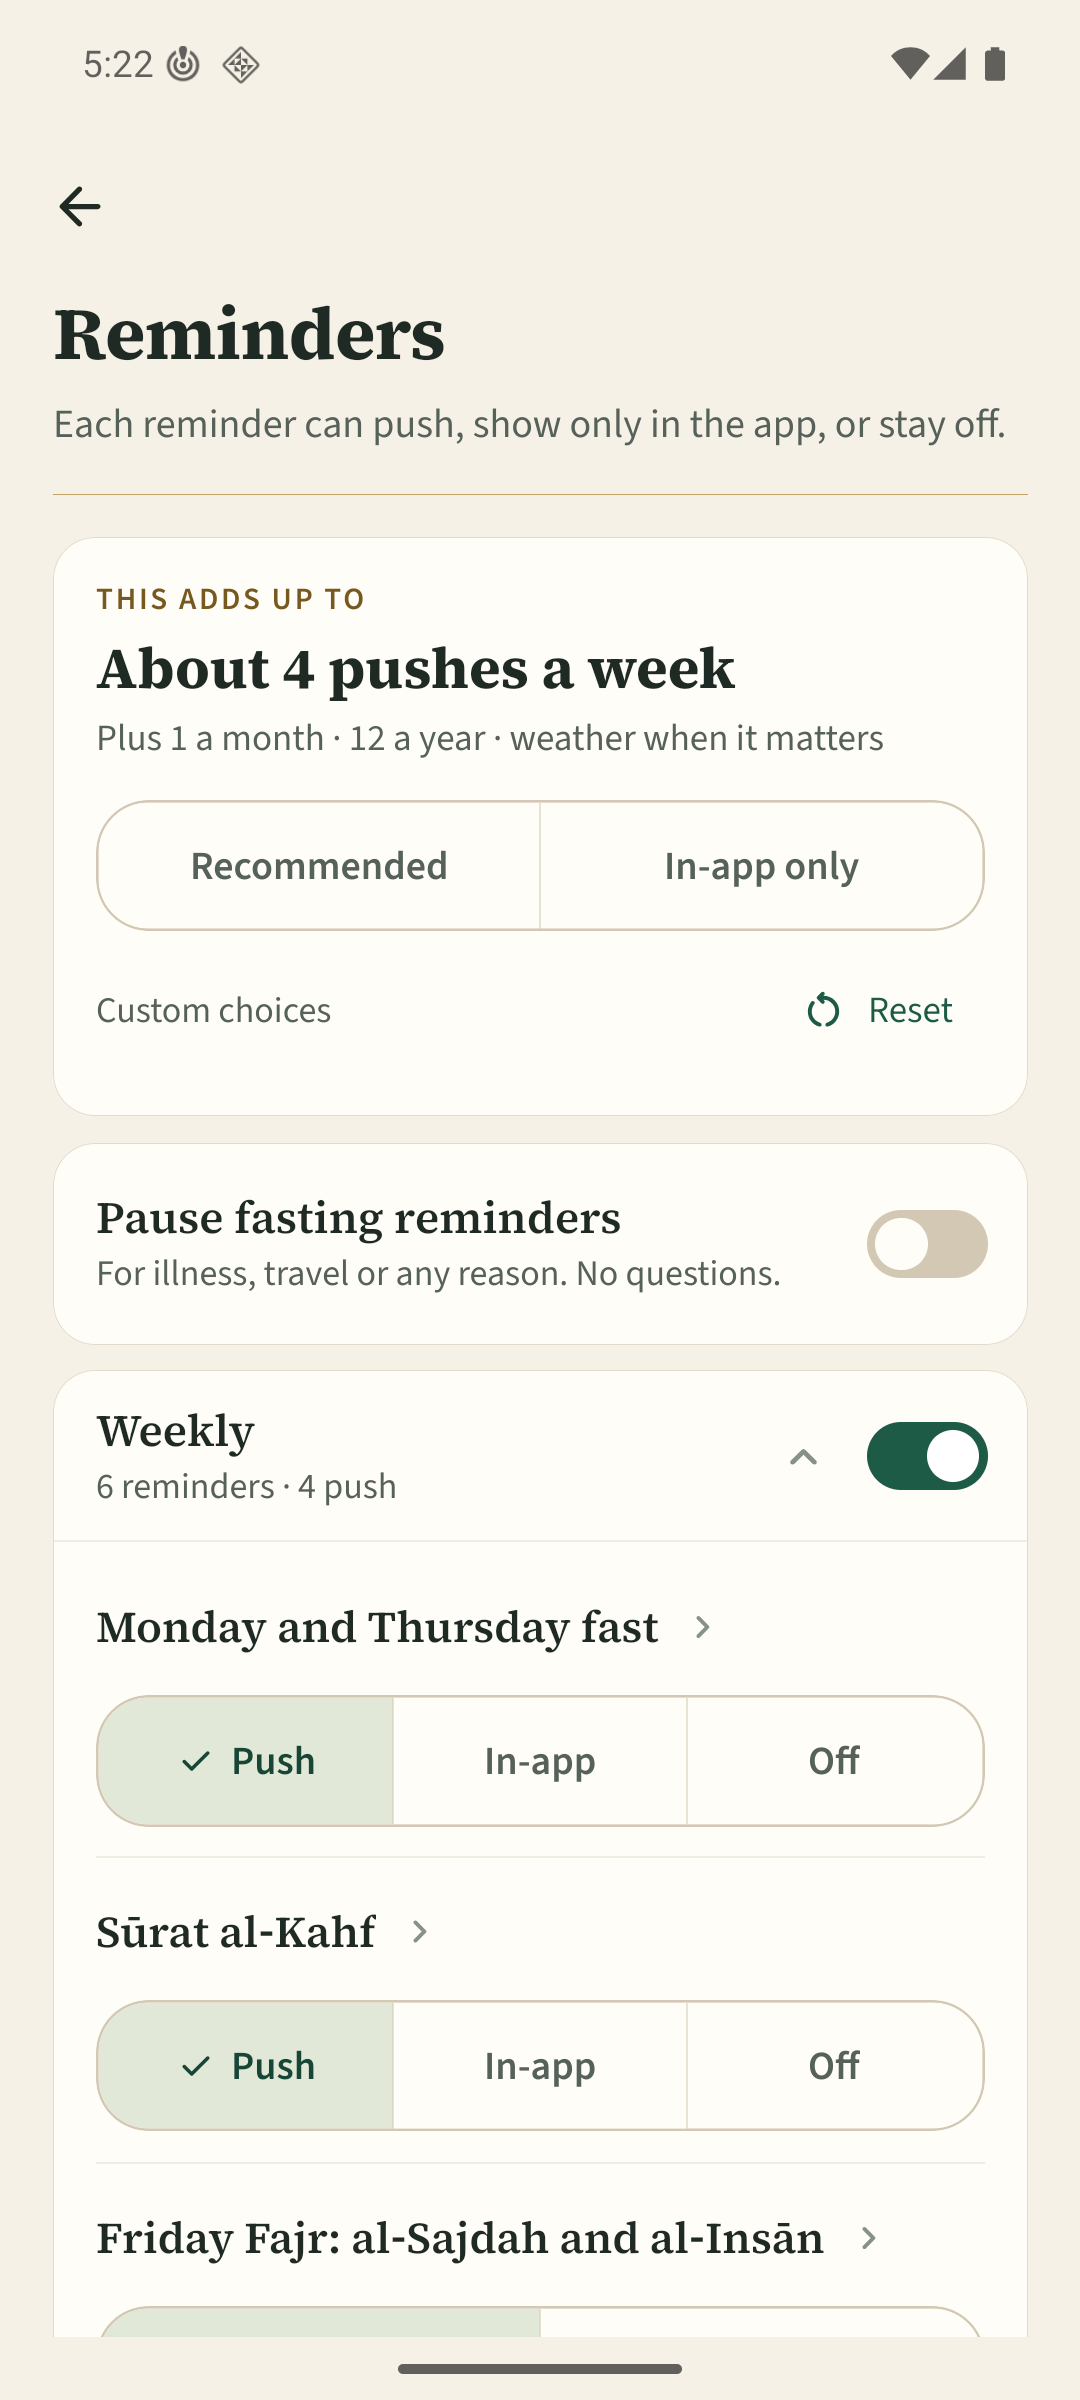 5:22
Reminders
Each reminder can push, show only in the app, or stay off.
THIS ADDS UP TO
About 4 pushes a week
Plus 1 a month · 12 a year · weather when it matters
Recommended
In-app only
Custom choices
Reset
Pause fasting reminders
For illness, travel or any reason. No questions.
Weekly
6 reminders · 4 push
Monday and Thursday fast
Push
In-app
Off
Sūrat al-Kahf
Push
In-app
Off
Friday Fajr: al-Sajdah and al-Insān